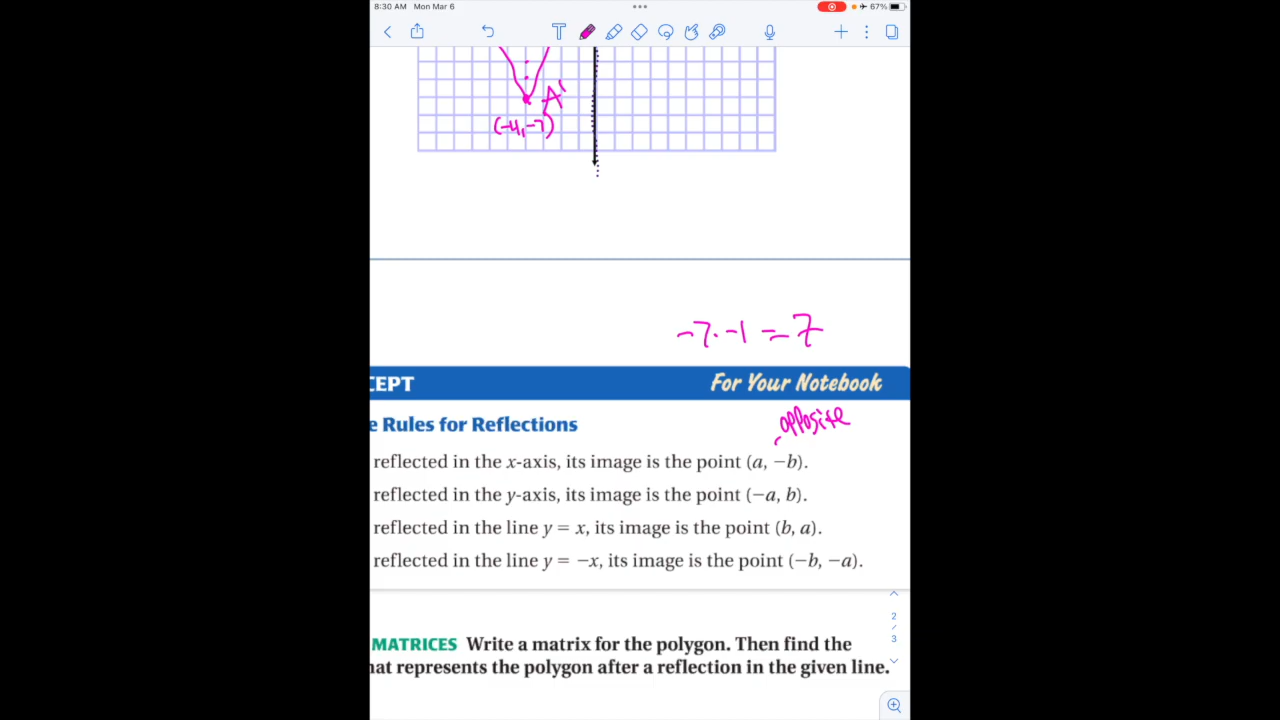 8:30 AM Mon Mar 6
67%
T
A'
(-4,-7)
-7·-1=7
CEPT
For Your Notebook
e Rules for Reflections
opposite
reflected in the x-axis, its image is the point (a, −b).
reflected in the y-axis, its image is the point (−a, b).
reflected in the line y = x, its image is the point (b, a).
reflected in the line y = −x, its image is the point (−b, −a).
2
/
3
MATRICES Write a matrix for the polygon. Then find the
hat represents the polygon after a reflection in the given line.